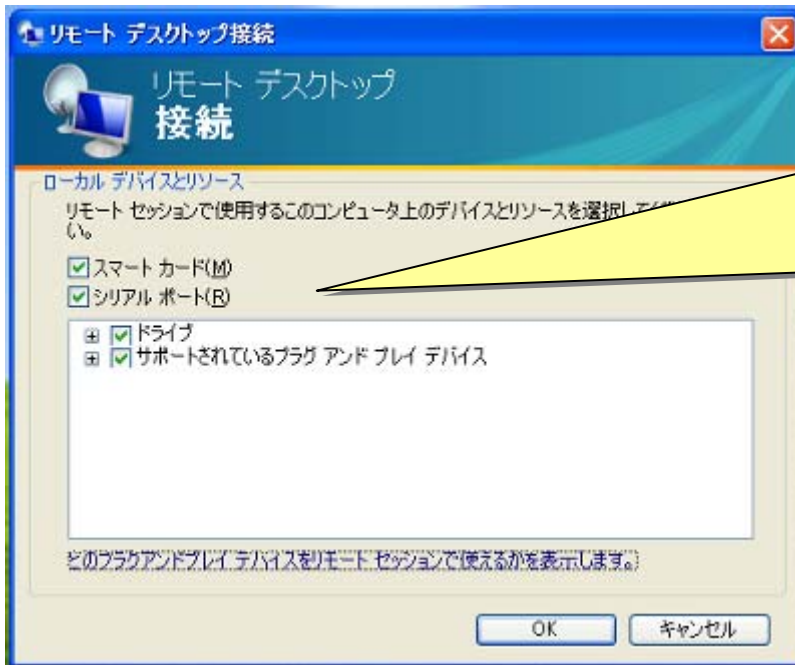 リモート デスクトップ接続
リモート デスクトップ
接続
ローカル デバイスとリソース
リモート セッションで使用するこのコンピュータ上のデバイスとリソースを選択し
い。
スマート カード(M)
シリアル ポート(R)
ドライブ
サポートされているプラグ アンド プレイ デバイス
どのプラグアンドプレイ デバイスをリモート セッションで使えるかを表示します。
OK
キャンセル